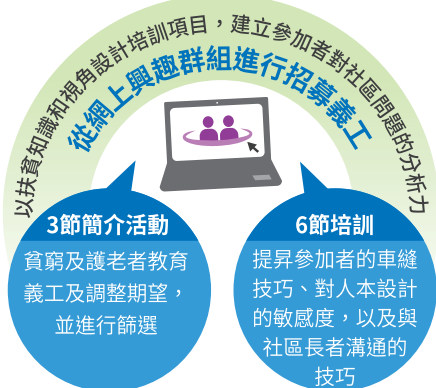 以扶貧知識和視角設計培訓項目，建立參加者對社區問題的分析力
從網上興趣群組進行招募義工
3節簡介活動
貧窮及護老者教育
義工及調整期望，
並進行篩選
6節培訓
提昇參加者的車縫
技巧、對人本設計
的敏感度，以及與
社區長者溝通的
技巧